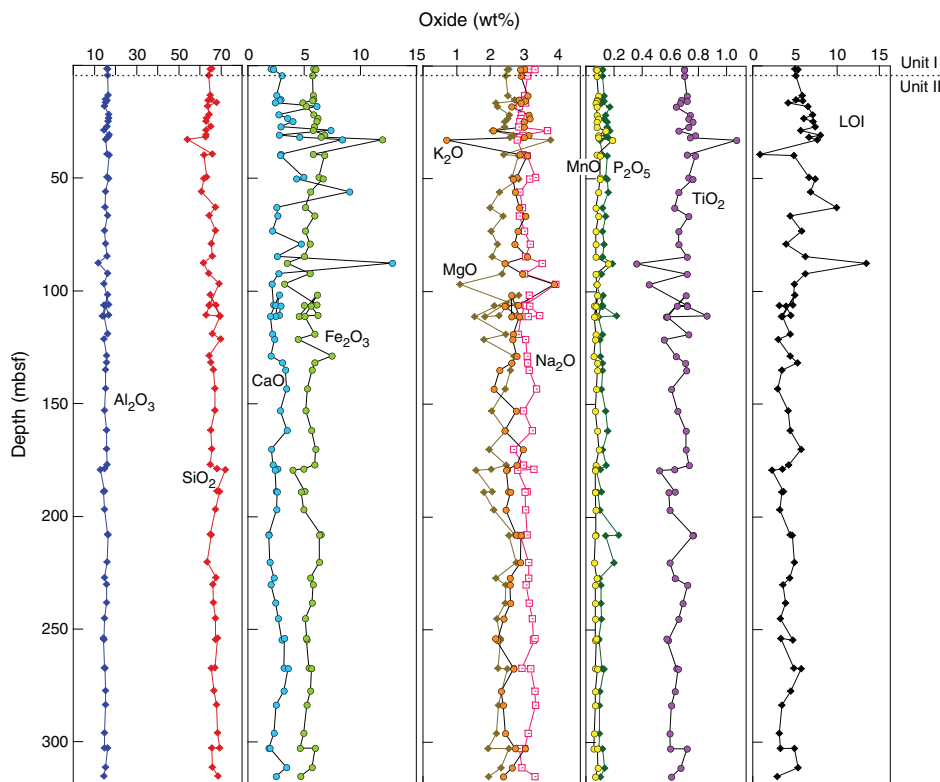 Oxide (wt%)
10 30 50 70
0 5 10 15
1 2 3 4
0.2 0.4 0.6 0.8 1.0
0 5 10 15
0
Unit I
Unit II
LOI
K2O
MnO
P2O5
50
TiO2
MgO
100
Fe2O3
Na2O
CaO
Al2O3
Depth (mbsf)
150
SiO2
200
250
300